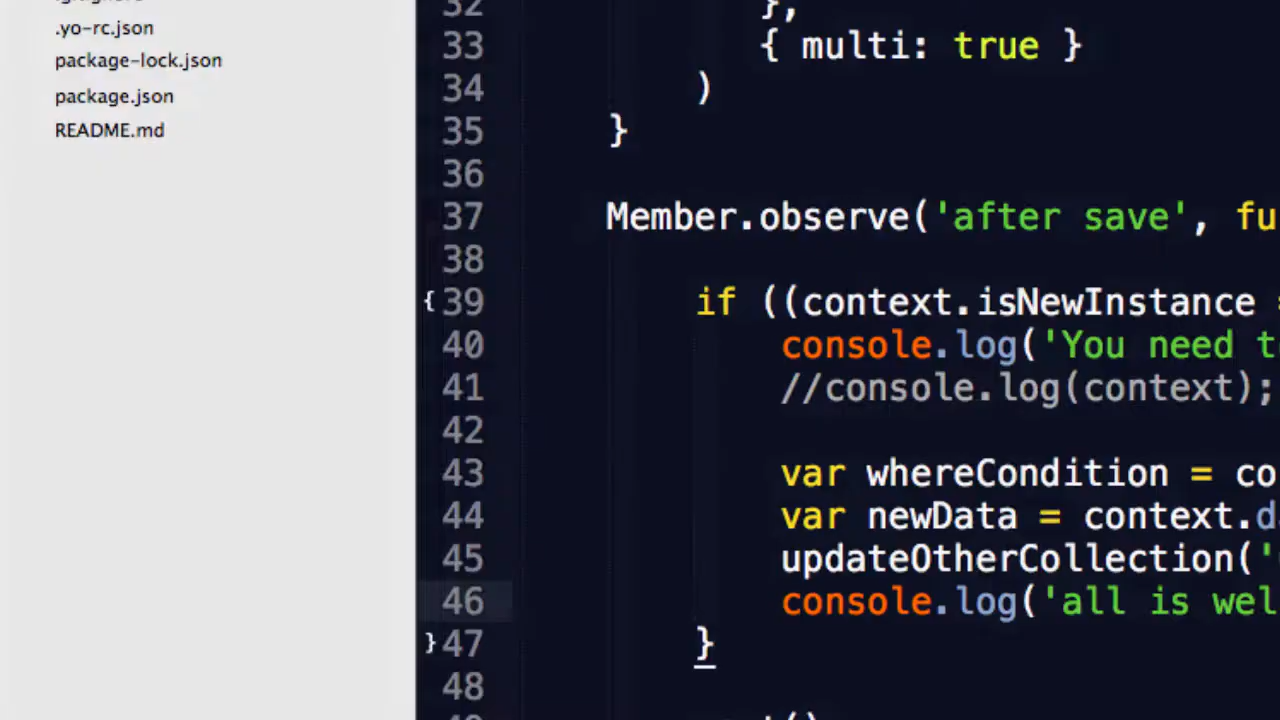 .yo-rc.json
package-lock.json
package.json
README.md
32 },
33 { multi: true }
34 )
35 }
36
37 Member.observe('after save', fu
38
{ 39 if ((context.isNewInstance
40 console.log('You need t
41 //console.log(context);
42
43 var whereCondition = co
44 var newData = context.d
45 updateOtherCollection('
46 console.log('all is wel
} 47 }
48